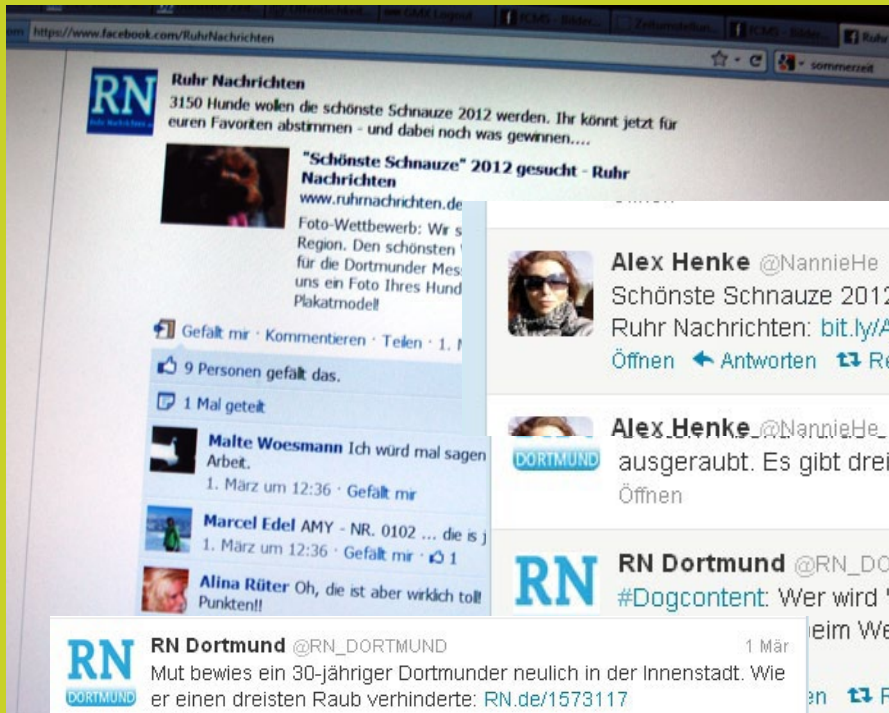 https://www.facebook.com/RuhrNachrichten
sommerzeit
RN
Ruhr Nachrichten
3150 Hunde wollen die schönste Schnauze 2012 werden. Ihr könnt jetzt für
euren Favoriten abstimmen - und dabei noch was gewinnen....
"Schönste Schnauze" 2012 gesucht - Ruhr
Nachrichten
www.ruhrnachrichten.de
Foto-Wettbewerb: Wir s
Region. Den schönsten
für die Dortmunder Mes
uns ein Foto Ihres Hund
Plakatmodel!
Gefällt mir · Kommentieren · Teilen · 1. M
9 Personen gefällt das.
1 Mal geteilt
Malte Woesmann Ich würd mal sagen
Arbeit.
1. März um 12:36 · Gefällt mir
Marcel Edel AMY - NR. 0102 ... die is j
1. März um 12:36 · Gefällt mir · 1
Alina Rüter Oh, die ist aber wirklich toll!
Punkten!!
Alex Henke @NannieHe
Schönste Schnauze 2012
Ruhr Nachrichten: bit.ly/A
Öffnen Antworten Re
Alex Henke @NannieHe
DORTMUND
ausgeraubt. Es gibt drei
Öffnen
RN
RN Dortmund @RN_DO
#Dogcontent: Wer wird
eim We
en R
RN
DORTMUND
RN Dortmund @RN_DORTMUND 1 Mär
Mut bewies ein 30-jähriger Dortmunder neulich in der Innenstadt. Wie
er einen dreisten Raub verhinderte: RN.de/1573117